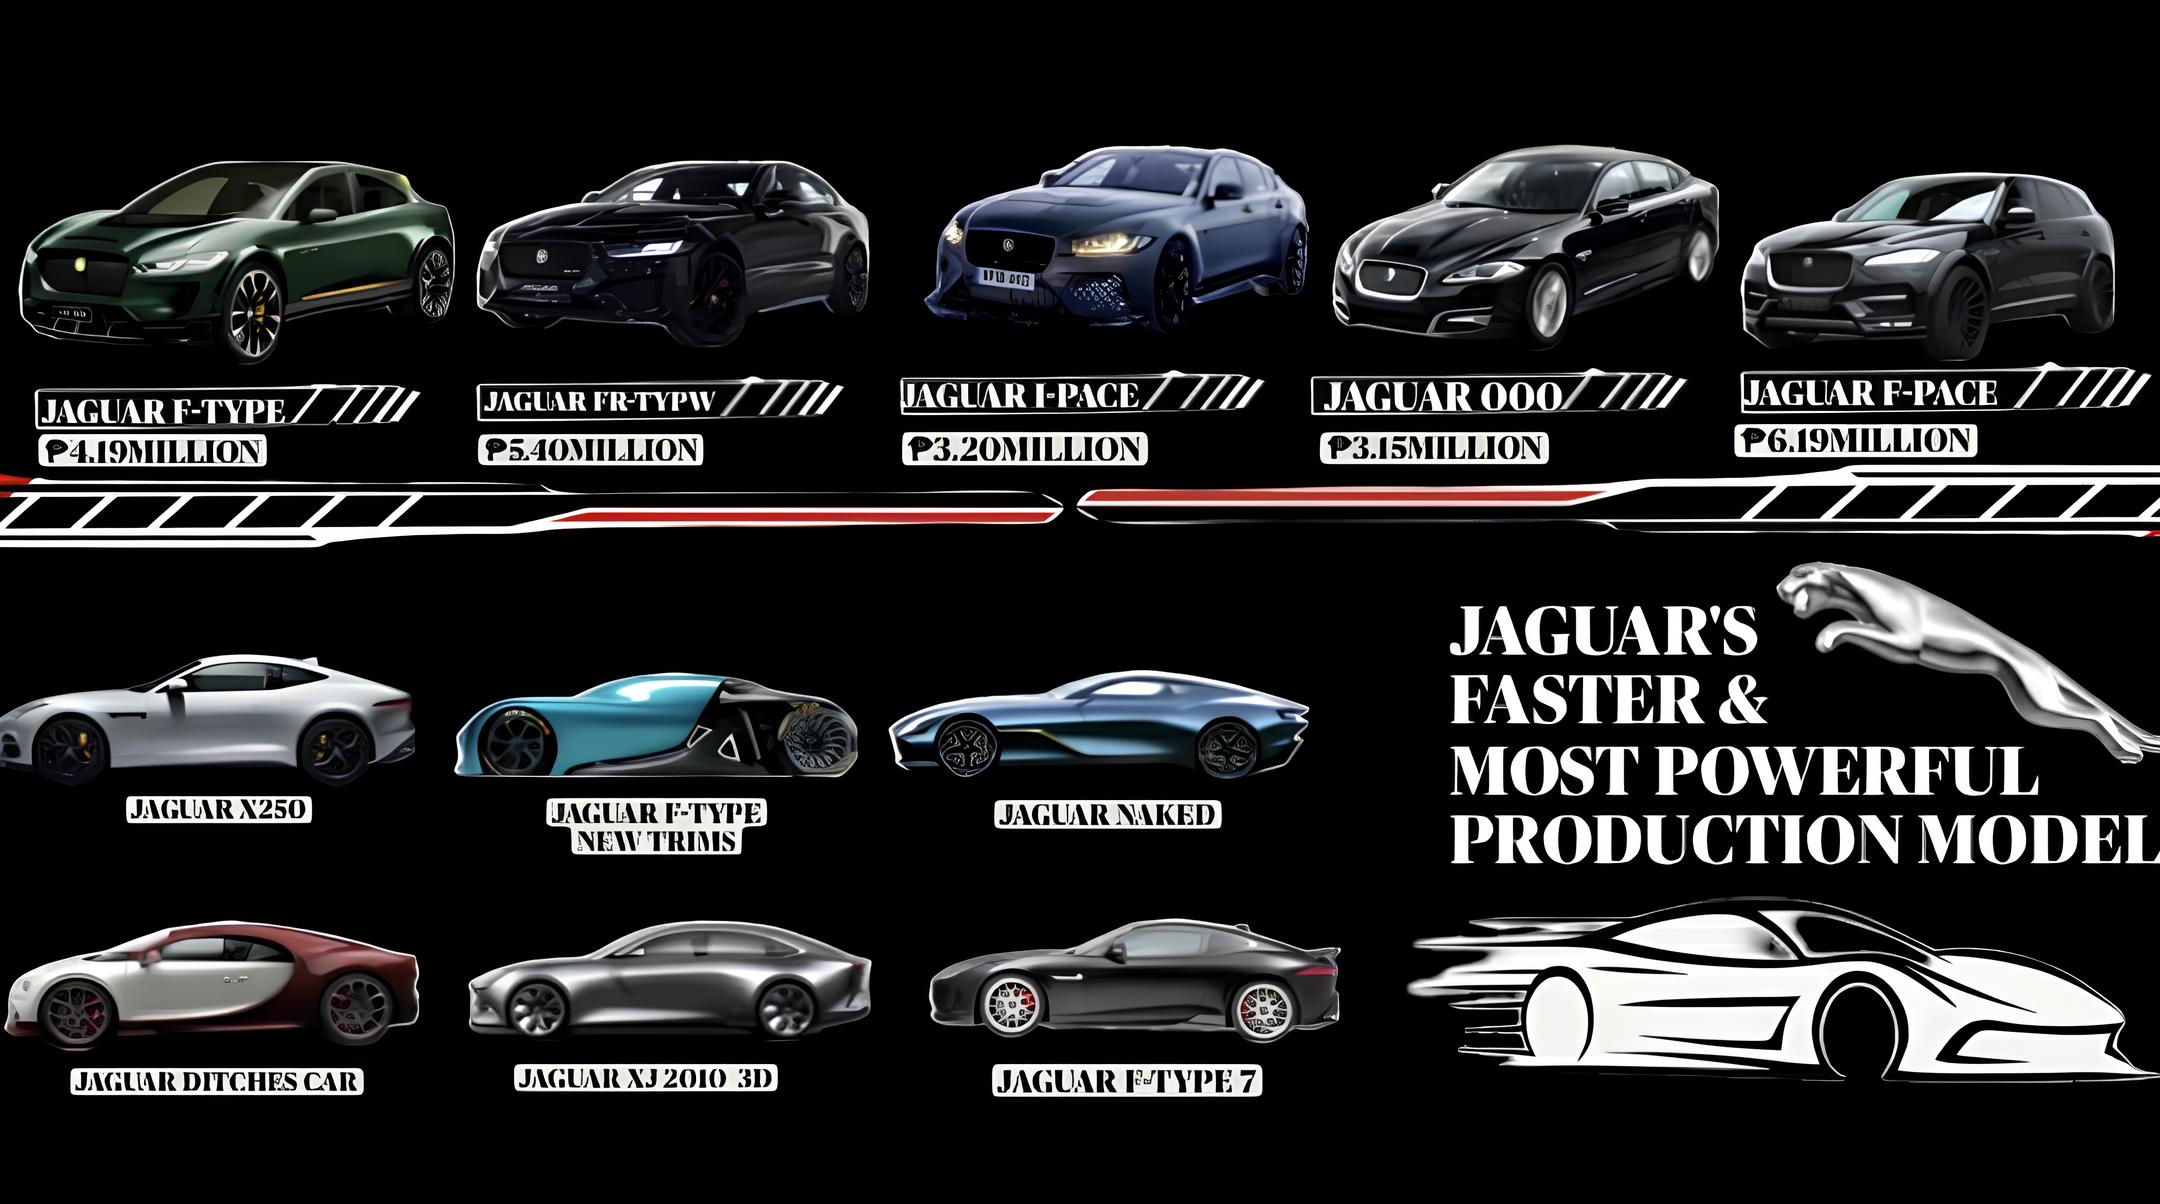 JAGUAR F-TYPE
₱4.19MILLION
JAGUAR FR-TYPW
₱5.40MILLION
JAGUAR I-PACE
₱3.20MILLION
JAGUAR OOO
₱3.15MILLION
JAGUAR F-PACE
₱6.19MILLION
JAGUAR X250
JAGUAR F-TYPE
NEW TRIMS
JAGUAR NAKED
JAGUAR DITCHES CAR
JAGUAR XJ 2010 3D
JAGUAR F-TYPE 7
JAGUAR'S
FASTER &
MOST POWERFUL
PRODUCTION MODEL